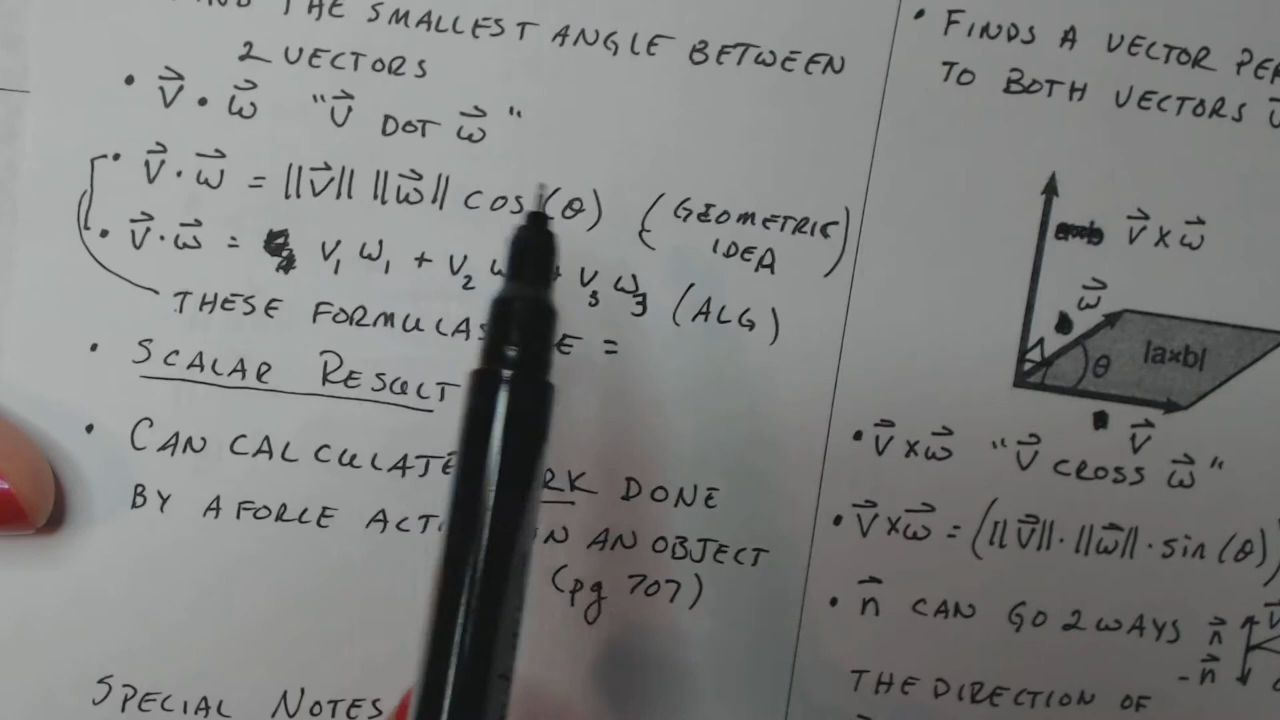 THE SMALLEST ANGLE BETWEEN
2 VECTORS
• v⃗ • w⃗ "v⃗ DOT w⃗"
• v⃗ · w⃗ = ||v⃗|| ||w⃗|| cos(θ) (GEOMETRIC
IDEA)
• v⃗ · w⃗ = v₁ w₁ + v₂ w + v₃ w₃ (ALG)
THESE FORMULAS =
• SCALAR RESULT
• CAN CALCULATE DONE
BY A FORCE AN OBJECT
(pg 707)
SPECIAL NOTES
• FINDS A VECTOR
TO BOTH VECTORS
v⃗ × w⃗
w⃗
θ
|axb|
v⃗
• v⃗ × w⃗ "v⃗ CROSS w⃗"
• v⃗ × w⃗ = (||v⃗|| · ||w⃗|| · sin(θ)
• n⃗ CAN GO 2 WAYS n⃗
-n⃗
THE DIRECTION OF